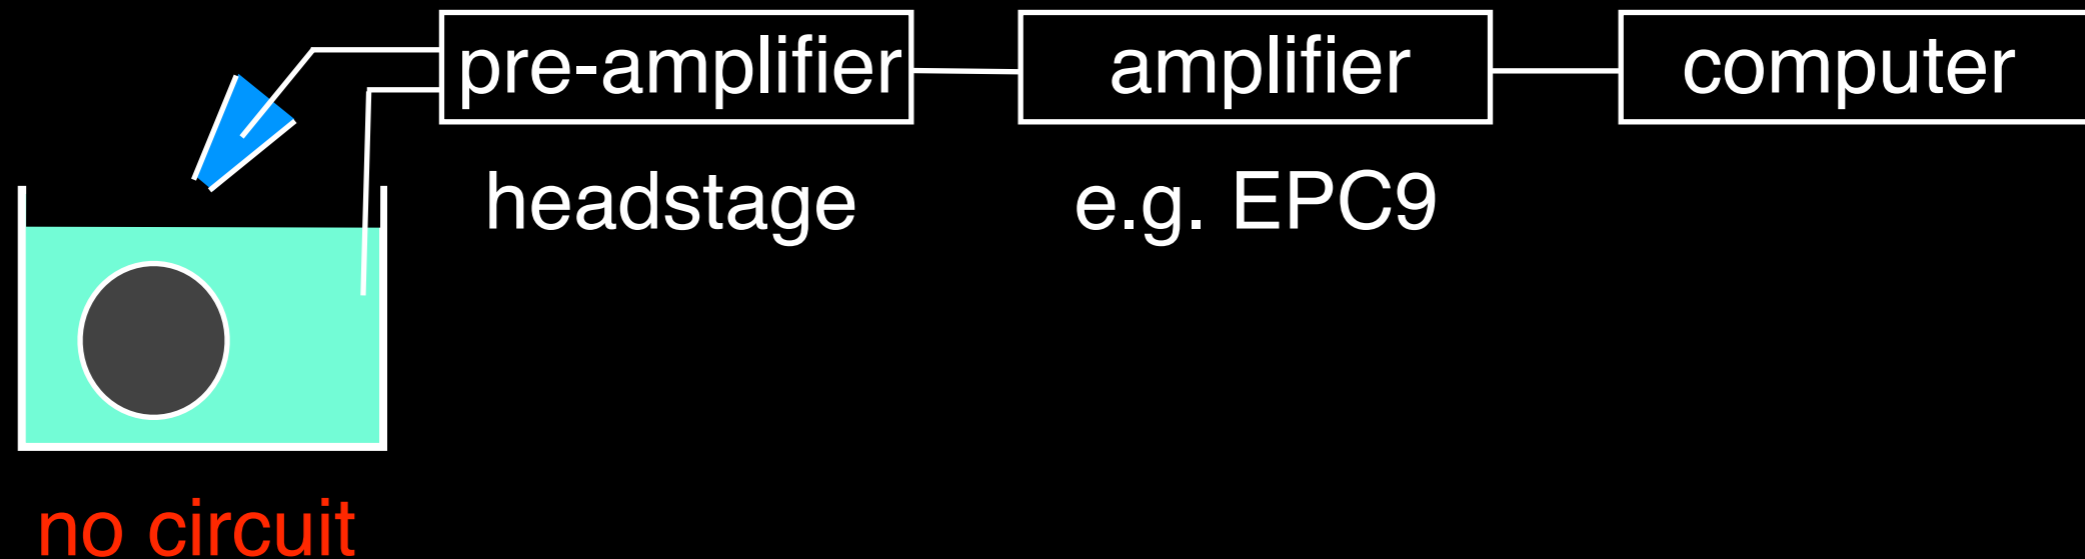 pre-amplifier
amplifier
computer
headstage
e.g. EPC9
no circuit